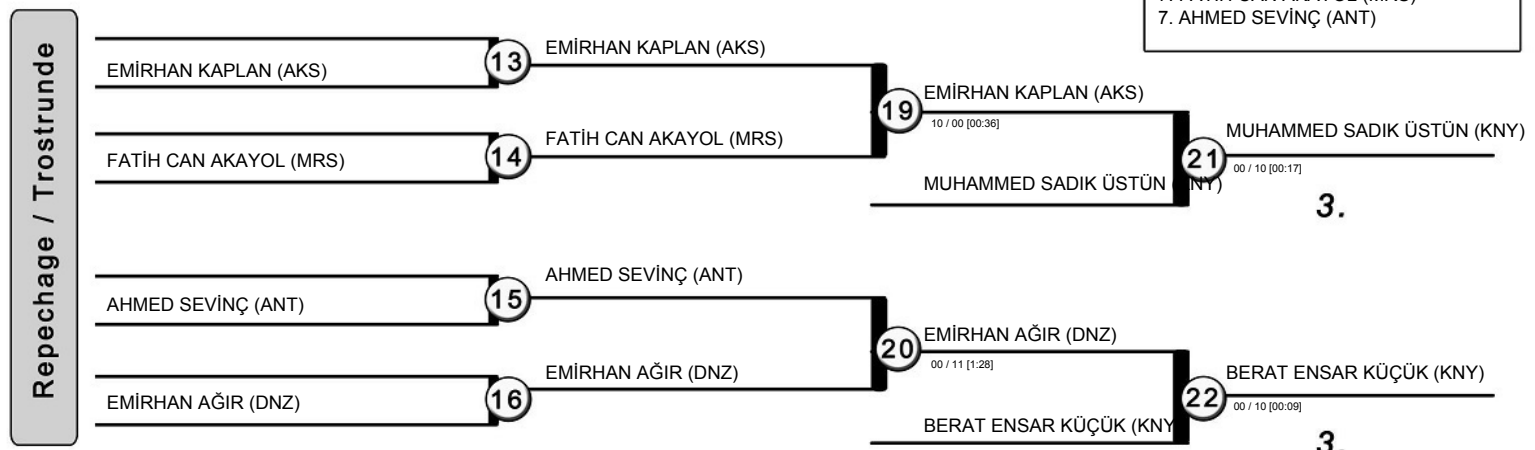 7. AHMED SEVİNÇ (ANT)
Repechage / Trostrunde
EMİRHAN KAPLAN (AKS)
13
EMİRHAN KAPLAN (AKS)
FATİH CAN AKAYOL (MRS)
14
FATİH CAN AKAYOL (MRS)
19
EMİRHAN KAPLAN (AKS)
10 / 00 [00:36]
MUHAMMED SADIK ÜSTÜN (KNY)
21
MUHAMMED SADIK ÜSTÜN (KNY)
00 / 10 [00:17]
3.
AHMED SEVİNÇ (ANT)
15
AHMED SEVİNÇ (ANT)
EMİRHAN AĞIR (DNZ)
16
EMİRHAN AĞIR (DNZ)
20
EMİRHAN AĞIR (DNZ)
00 / 11 [1:28]
BERAT ENSAR KÜÇÜK (KNY
22
BERAT ENSAR KÜÇÜK (KNY)
00 / 10 [00:09]
3.